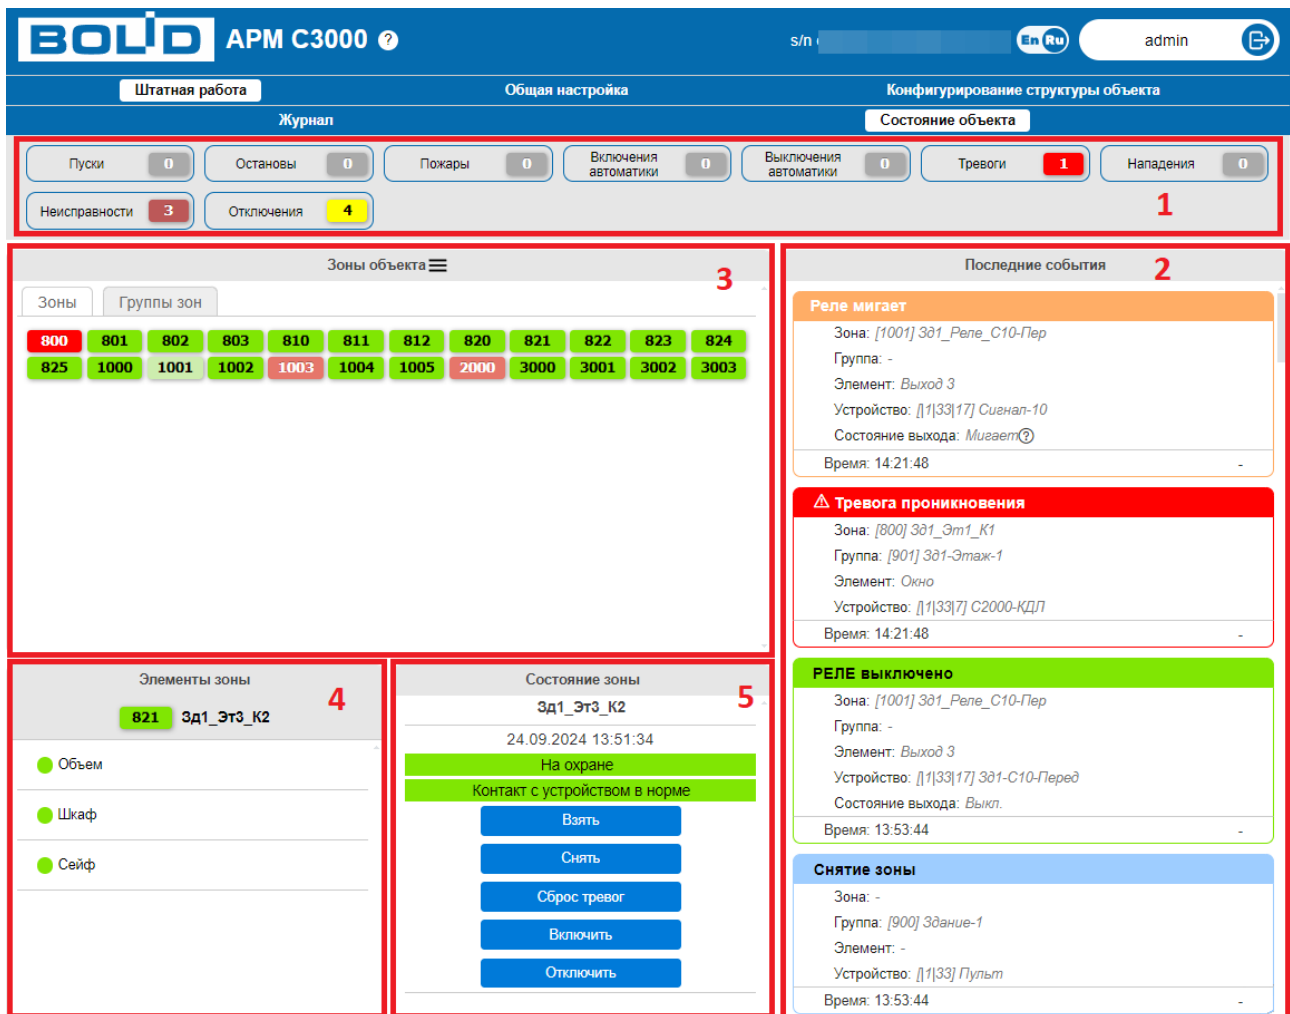 BOLID АРМ С3000 ?
s/n
En Ru
admin
Штатная работа
Общая настройка
Конфигурирование структуры объекта
Журнал
Состояние объекта
Пуски 0
Остановы 0
Пожары 0
Включения автоматики 0
Выключения автоматики 0
Тревоги 1
Нападения 0
Неисправности 3
Отключения 4
1
Зоны объекта
3
Зоны
Группы зон
800 801 802 803 810 811 812 820 821 822 823 824
825 1000 1001 1002 1003 1004 1005 2000 3000 3001 3002 3003
Последние события
2
Реле мигает
Зона: [1001] Зд1_Реле_С10-Пер
Группа: -
Элемент: Выход 3
Устройство: [|1|33|17] Сигнал-10
Состояние выхода: Мигает ?
Время: 14:21:48 -
Тревога проникновения
Зона: [800] Зд1_Эт1_К1
Группа: [901] Зд1-Этаж-1
Элемент: Окно
Устройство: [|1|33|7] С2000-КДЛ
Время: 14:21:48 -
РЕЛЕ выключено
Зона: [1001] Зд1_Реле_С10-Пер
Группа: -
Элемент: Выход 3
Устройство: [|1|33|17] Зд1-С10-Перед
Состояние выхода: Выкл.
Время: 13:53:44 -
Снятие зоны
Зона: -
Группа: [900] Здание-1
Элемент: -
Устройство: [|1|33] Пульт
Время: 13:53:44 -
Элементы зоны
4
821 Зд1_Эт3_К2
Объем
Шкаф
Сейф
Состояние зоны
5
Зд1_Эт3_К2
24.09.2024 13:51:34
На охране
Контакт с устройством в норме
Взять
Снять
Сброс тревог
Включить
Отключить